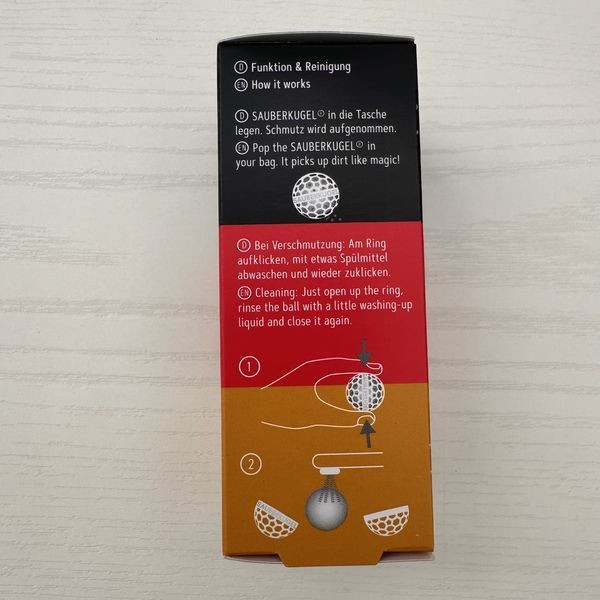 D Funktion & Reinigung
EN How it works
D SAUBERKUGEL® in die Tasche
legen. Schmutz wird aufgenommen.
EN Pop the SAUBERKUGEL® in
your bag. It picks up dirt like magic!
SAUBERKUGEL
D Bei Verschmutzung: Am Ring
aufklicken, mit etwas Spülmittel
abwaschen und wieder zuklicken.
EN Cleaning: Just open up the ring,
rinse the ball with a little washing-up
liquid and close it again.
1
2
SAUBERKUGEL